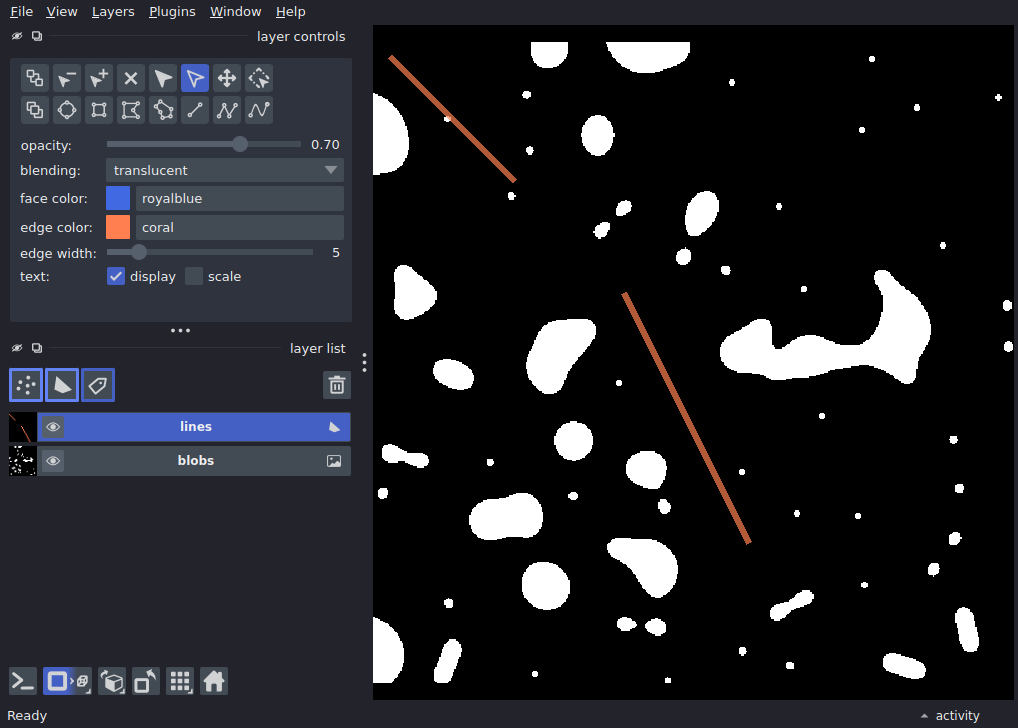 File View Layers Plugins Window Help
layer controls
opacity: 0.70
blending: translucent
face color: royalblue
edge color: coral
edge width: 5
text: display scale
layer list
lines
blobs
Ready activity